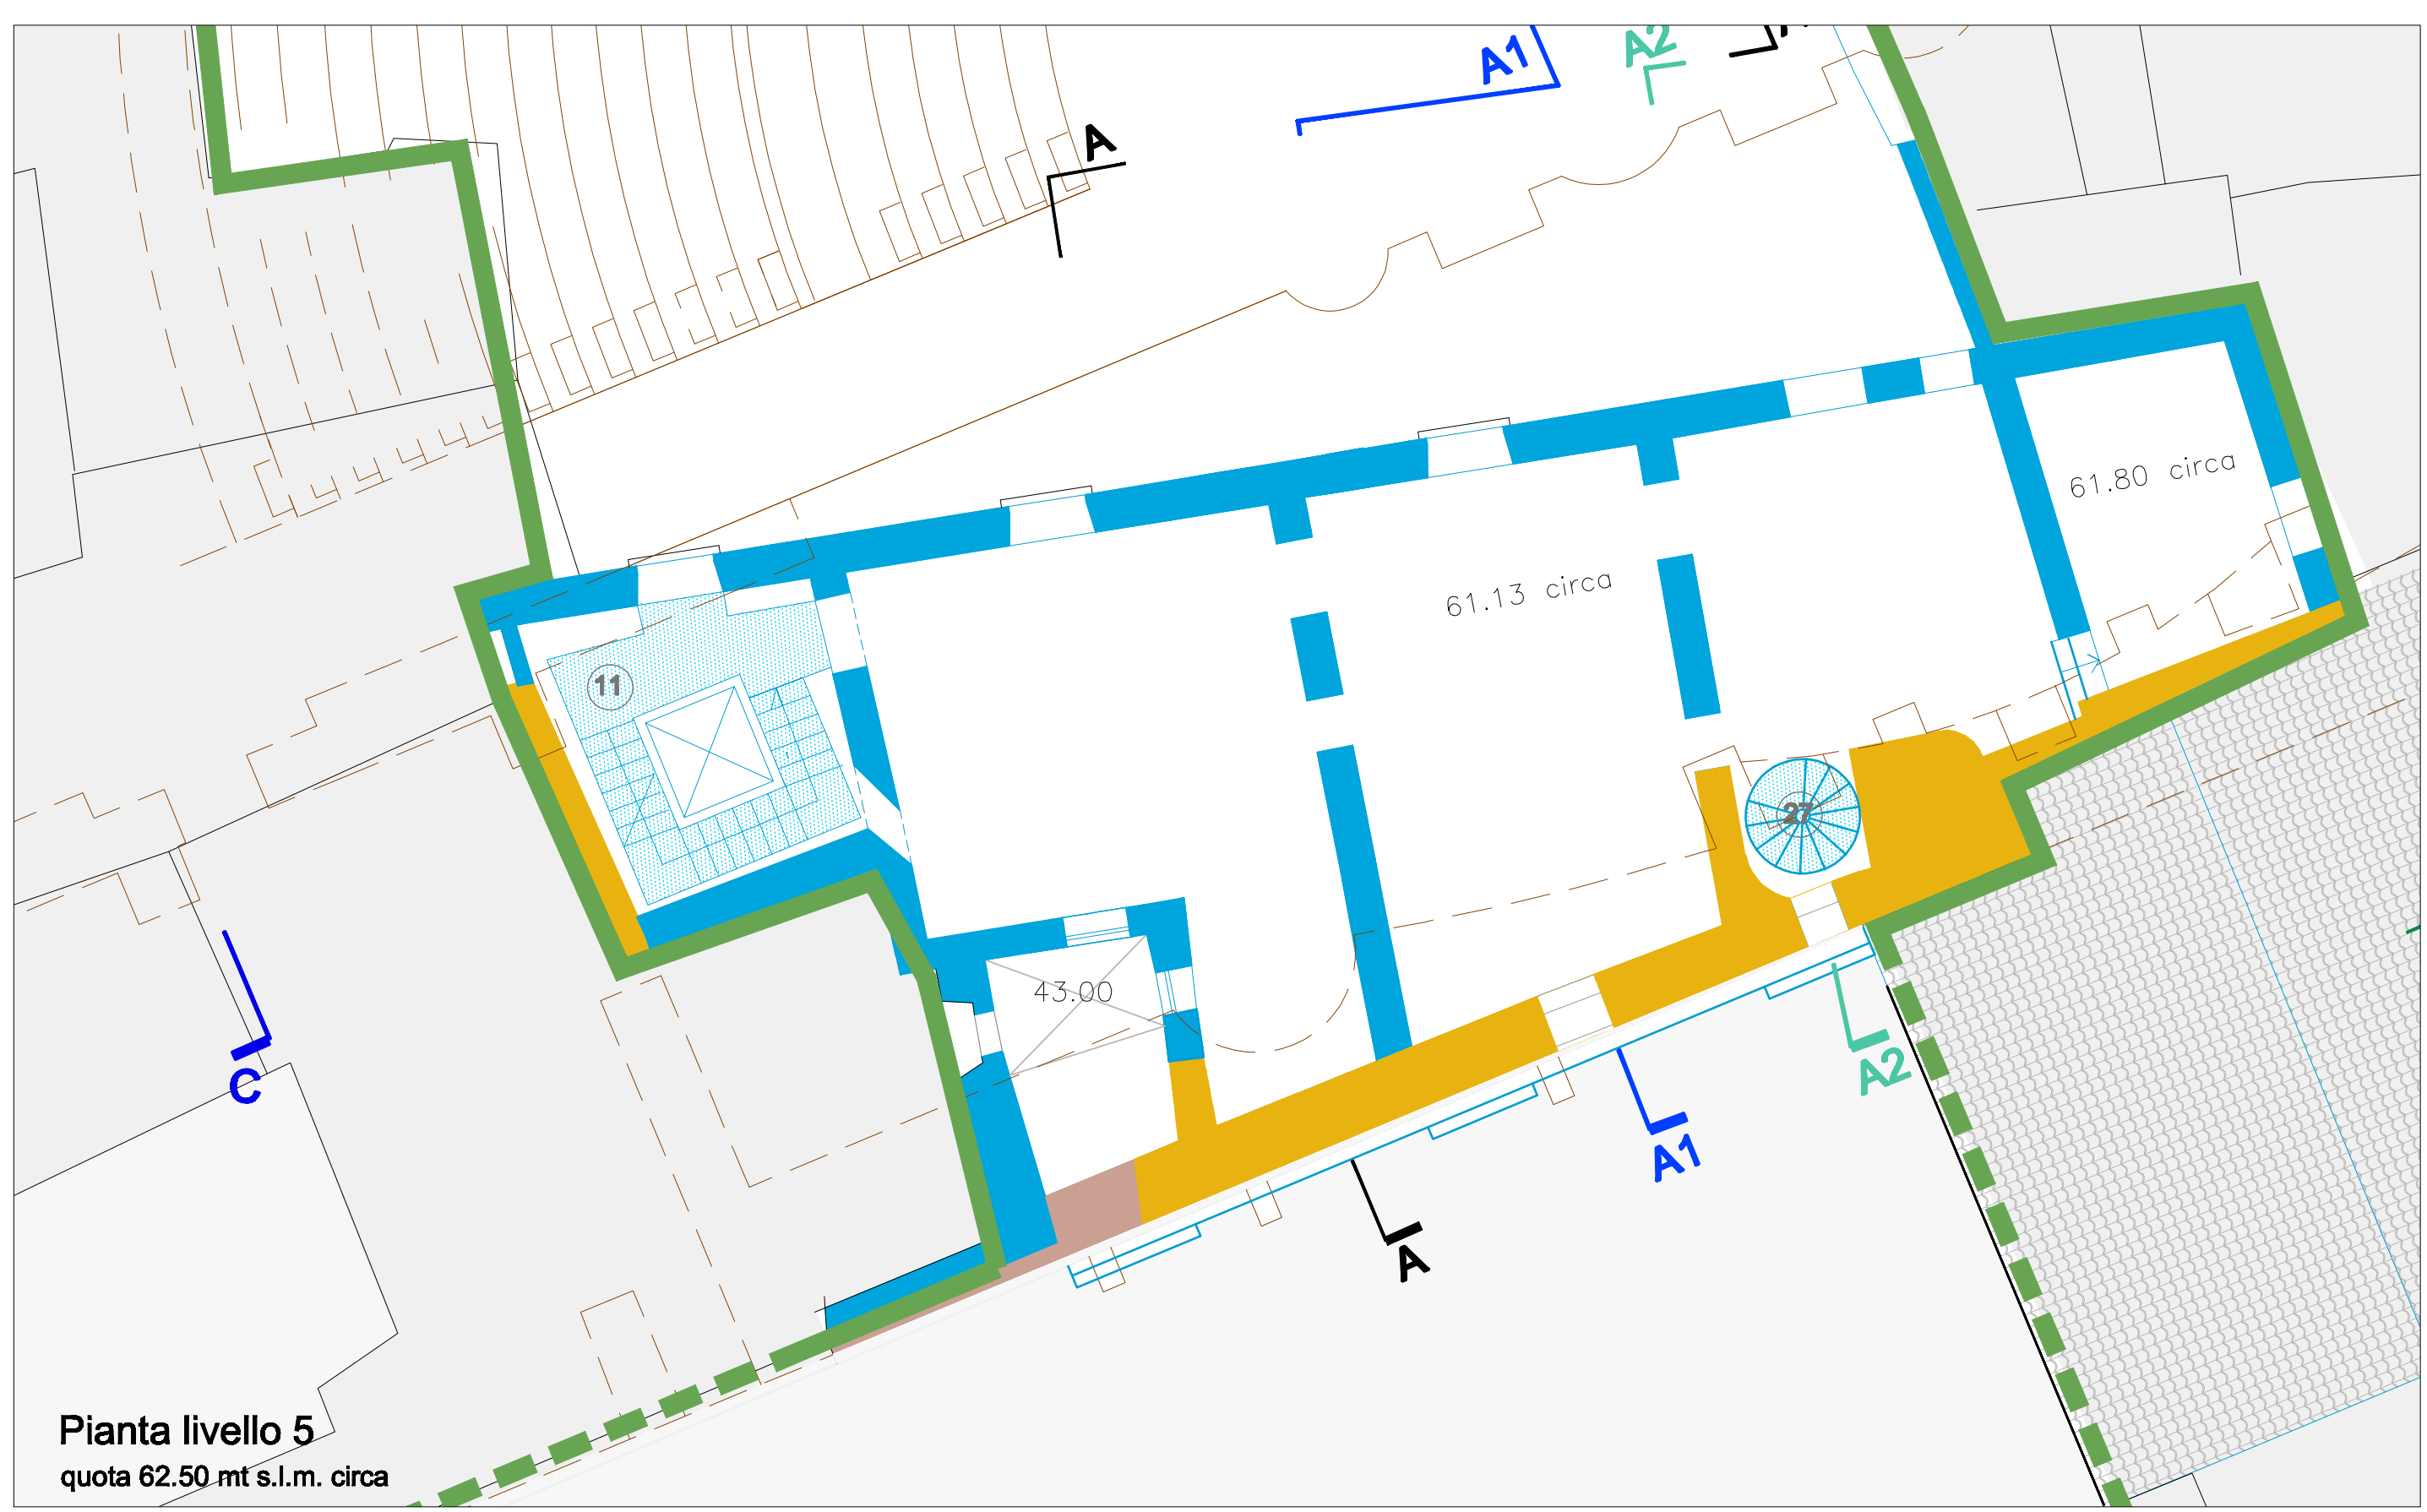 A1
A2
A
61.80 circa
61.13 circa
11
27
43.00
C
A2
A1
A
Pianta livello 5
quota 62.50 mt s.l.m. circa